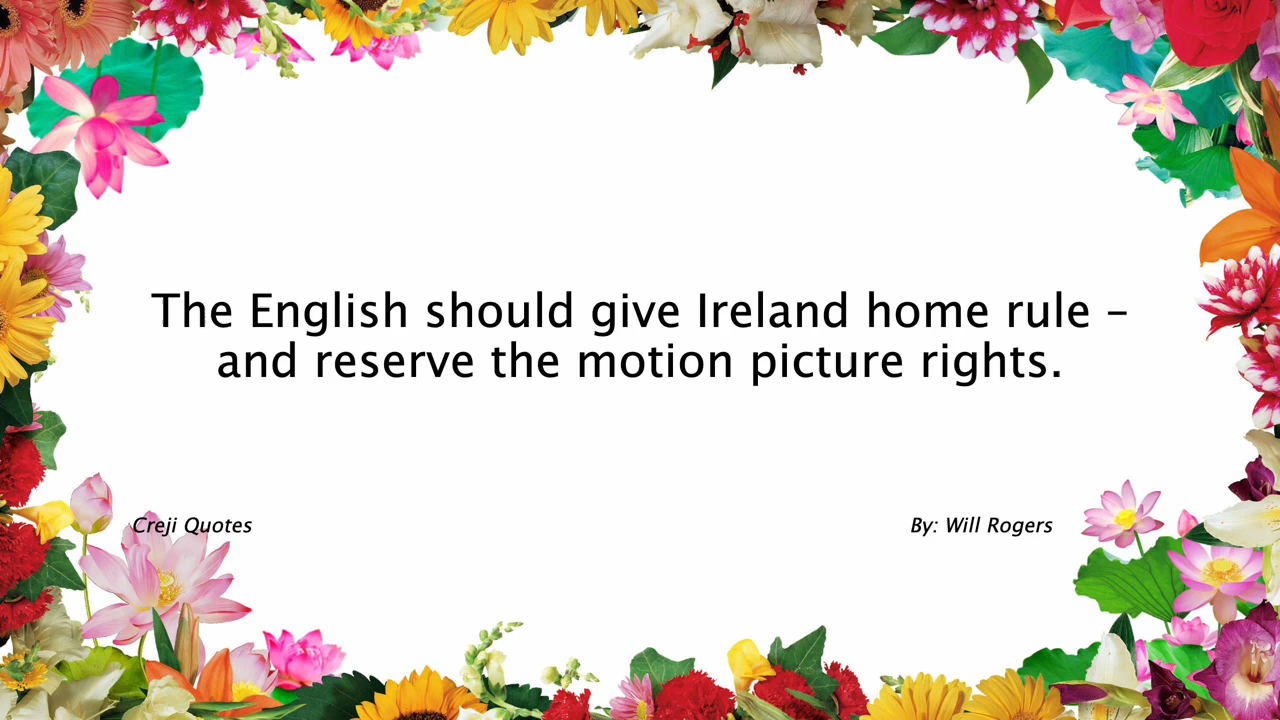 The English should give Ireland home rule –
and reserve the motion picture rights.
Creji Quotes
By: Will Rogers